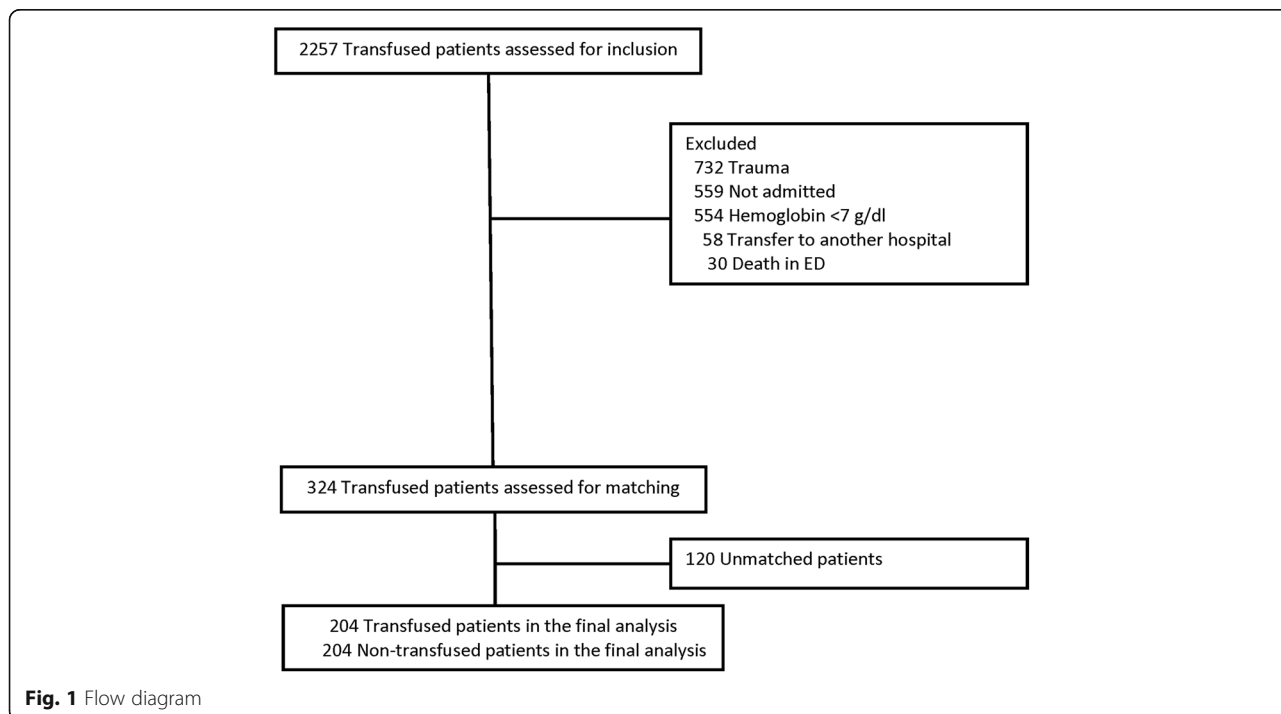 2257 Transfused patients assessed for inclusion
Excluded
732 Trauma
559 Not admitted
554 Hemoglobin <7 g/dl
58 Transfer to another hospital
30 Death in ED
324 Transfused patients assessed for matching
120 Unmatched patients
204 Transfused patients in the final analysis
204 Non-transfused patients in the final analysis
Fig. 1 Flow diagram